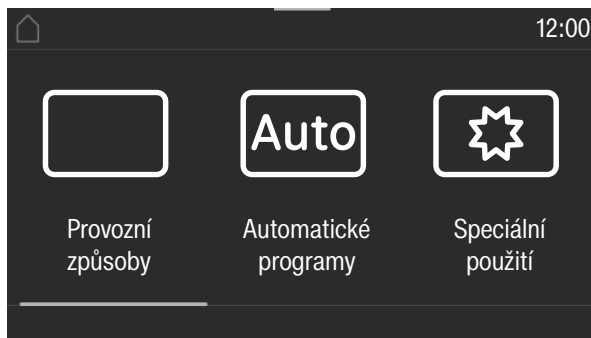 12:00
Auto
Provozní
způsoby
Automatické
programy
Speciální
použití